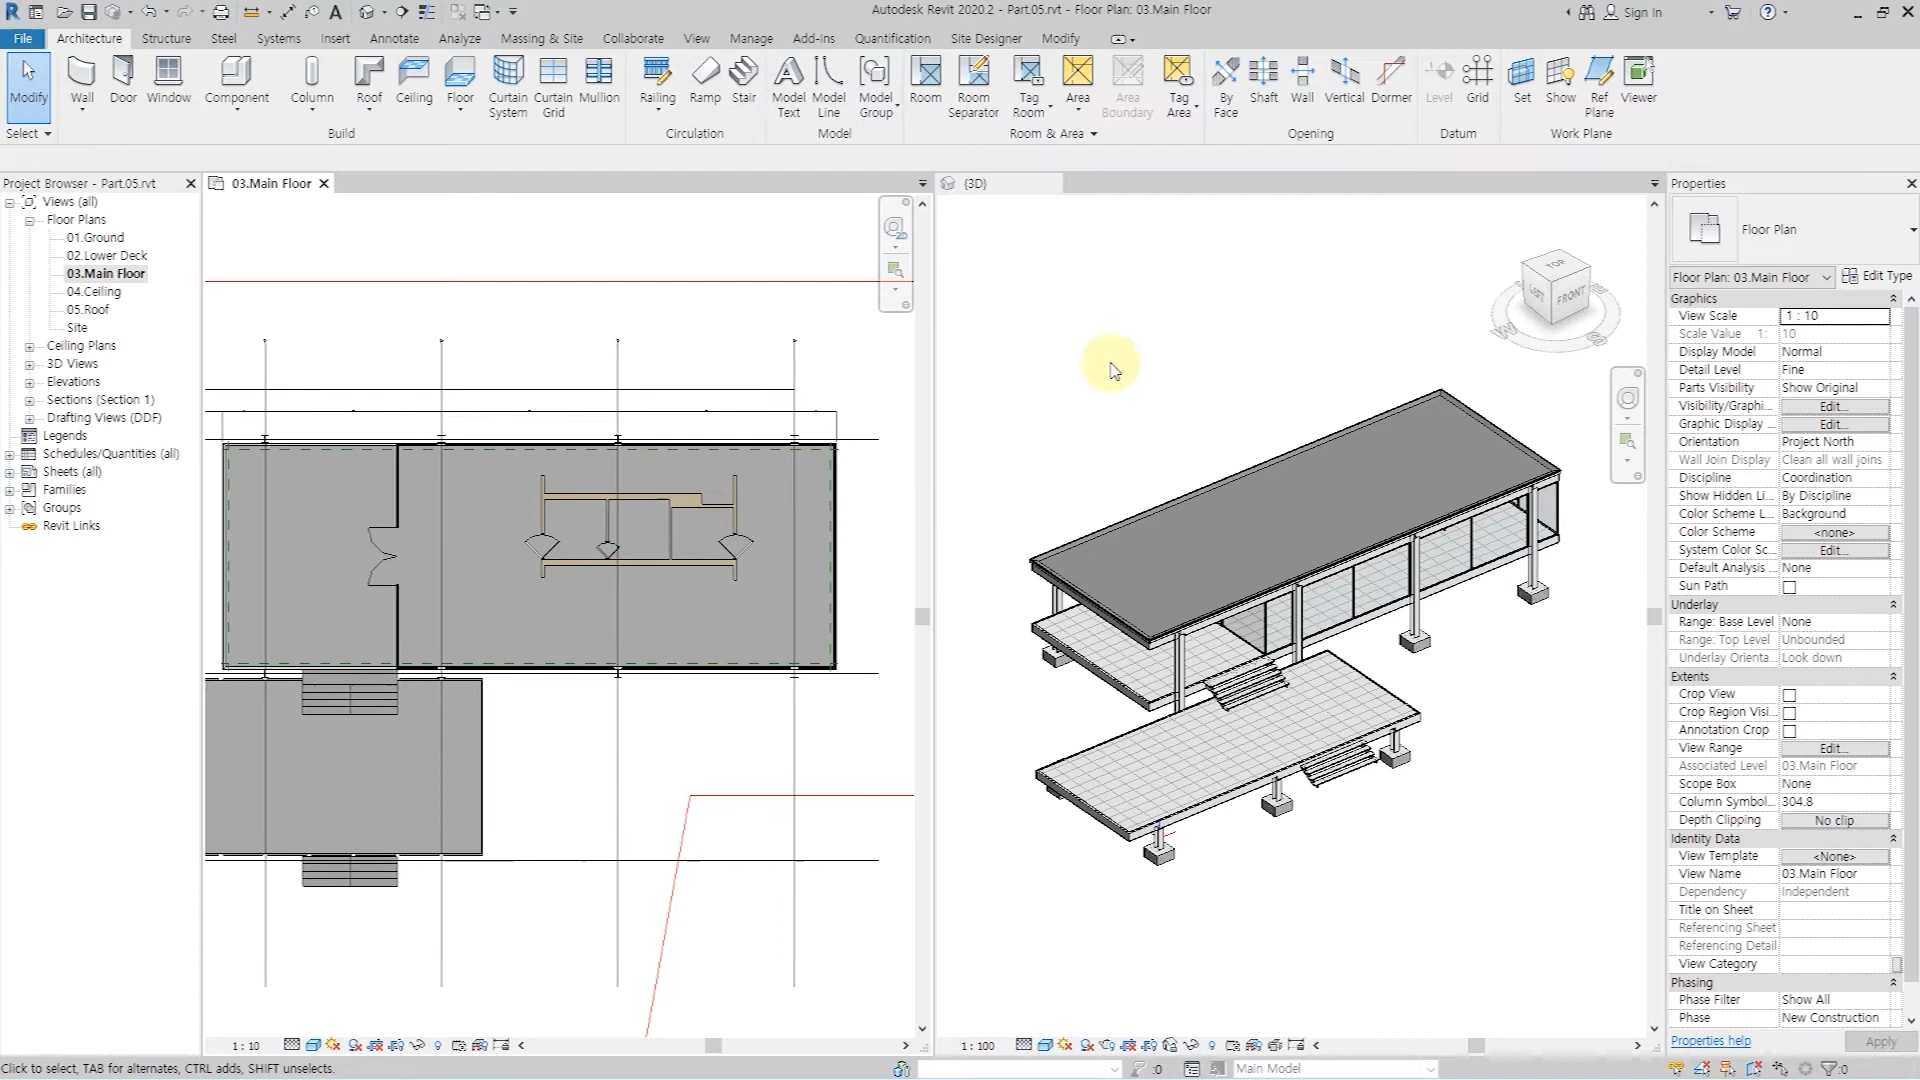 Autodesk Revit 2020.2 - Part.05.rvt - Floor Plan: 03.Main Floor
Sign In
File Architecture Structure Steel Systems Insert Annotate Analyze Massing & Site Collaborate View Manage Add-Ins Quantification Site Designer Modify
Modify Wall Door Window Component Column Roof Ceiling Floor Curtain System Curtain Grid Mullion Railing Ramp Stair Model Text Model Line Model Group Room Room Separator Tag Room Area Area Boundary Tag Area By Face Shaft Wall Vertical Dormer Level Grid Set Show Ref Plane Viewer
Select Build Circulation Model Room & Area Opening Datum Work Plane
Project Browser - Part.05.rvt
Views (all)
Floor Plans
01.Ground
02.Lower Deck
03.Main Floor
04.Ceiling
05.Roof
Site
Ceiling Plans
3D Views
Elevations
Sections (Section 1)
Drafting Views (DDF)
Legends
Schedules/Quantities (all)
Sheets (all)
Families
Groups
Revit Links
03.Main Floor
2D
1 : 10
{3D}
TOP
LEFT
FRONT
W
S
1 : 100
Properties
Floor Plan
Floor Plan: 03.Main Floor Edit Type
Graphics
View Scale 1 : 10
Scale Value 1: 10
Display Model Normal
Detail Level Fine
Parts Visibility Show Original
Visibility/Graphi... Edit...
Graphic Display ... Edit...
Orientation Project North
Wall Join Display Clean all wall joins
Discipline Coordination
Show Hidden Li... By Discipline
Color Scheme L... Background
Color Scheme <none>
System Color Sc... Edit...
Default Analysis ... None
Sun Path
Underlay
Range: Base Level None
Range: Top Level Unbounded
Underlay Orienta... Look down
Extents
Crop View
Crop Region Visi...
Annotation Crop
View Range Edit...
Associated Level 03.Main Floor
Scope Box None
Column Symbol... 304.8
Depth Clipping No clip
Identity Data
View Template <None>
View Name 03.Main Floor
Dependency Independent
Title on Sheet
Referencing Sheet
Referencing Detail
View Category
Phasing
Phase Filter Show All
Phase New Construction
Properties help Apply
Click to select, TAB for alternates, CTRL adds, SHIFT unselects.
:0
Main Model
:0